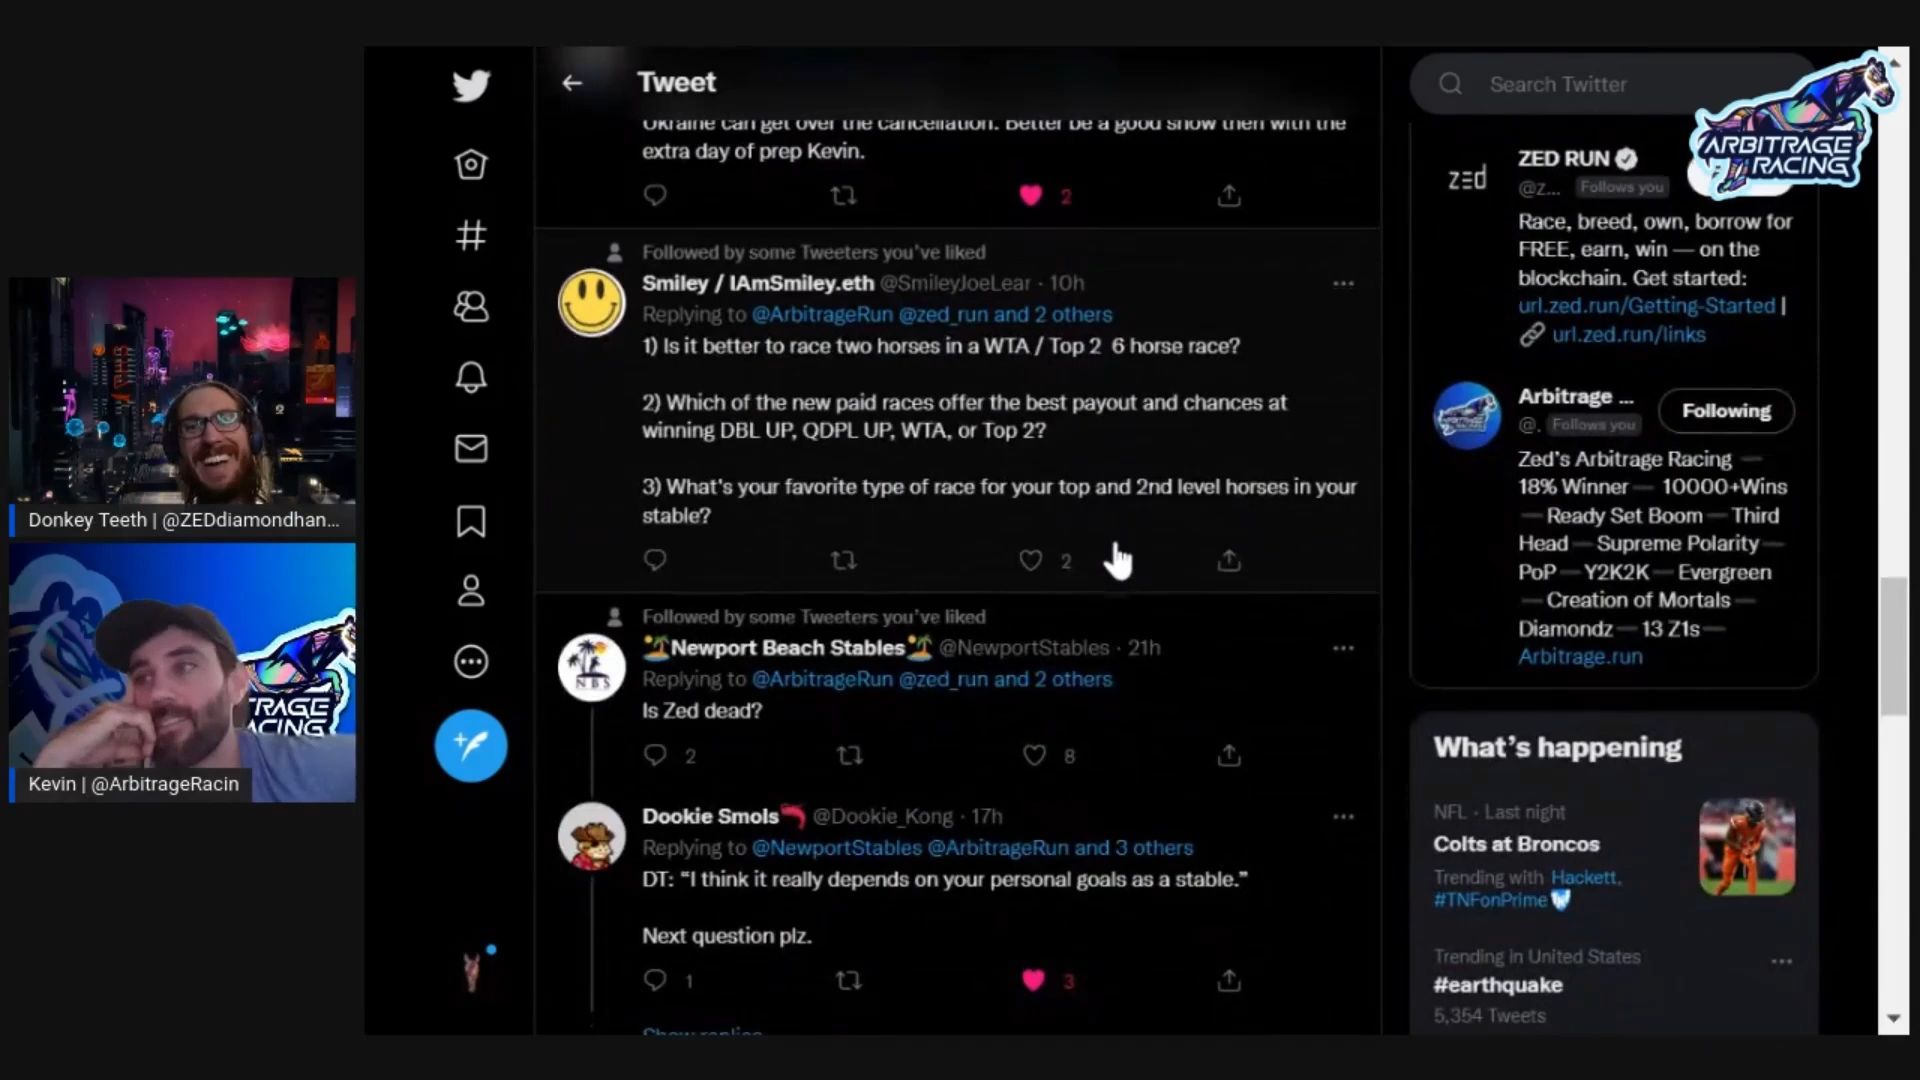 Tweet
Ukraine can get over the cancellation. Better be a good show then with the
extra day of prep Kevin.
2
Followed by some Tweeters you've liked
Smiley / IAmSmiley.eth @SmileyJoeLear · 10h
Replying to @ArbitrageRun @zed_run and 2 others
1) Is it better to race two horses in a WTA / Top 2 6 horse race?
2) Which of the new paid races offer the best payout and chances at
winning DBL UP, QDPL UP, WTA, or Top 2?
3) What's your favorite type of race for your top and 2nd level horses in your
stable?
2
Followed by some Tweeters you've liked
🏝️Newport Beach Stables🏝️ @NewportStables · 21h
Replying to @ArbitrageRun @zed_run and 2 others
Is Zed dead?
2 8
Dookie Smols🦐 @Dookie_Kong · 17h
Replying to @NewportStables @ArbitrageRun and 3 others
DT: “I think it really depends on your personal goals as a stable.”
Next question plz.
1 3
Show replies
Search Twitter
ARBITRAGE
RACING
zed
ZED RUN
@z... Follows you
Race, breed, own, borrow for
FREE, earn, win — on the
blockchain. Get started:
url.zed.run/Getting-Started |
🔗 url.zed.run/links
Arbitrage ...
Following
@. Follows you
Zed's Arbitrage Racing —
18% Winner — 10000+Wins
— Ready Set Boom — Third
Head — Supreme Polarity —
PoP — Y2K2K — Evergreen
— Creation of Mortals —
Diamondz — 13 Z1s —
Arbitrage.run
What's happening
NFL · Last night
Colts at Broncos
Trending with Hackett,
#TNFonPrime
Trending in United States
#earthquake
5,354 Tweets
Donkey Teeth | @ZEDdiamondhan...
TRAGE
ACING
Kevin | @ArbitrageRacin
NBS